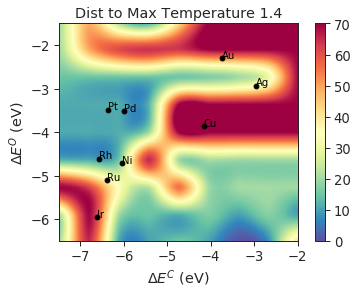 Dist to Max Temperature 1.4
ΔE^O (eV)
−2
−3
−4
−5
−6
Au
Ag
Cu
Pt
Pd
Rh
Ni
Ru
Ir
70
60
50
40
30
20
10
0
−7 −6 −5 −4 −3 −2
ΔE^C (eV)